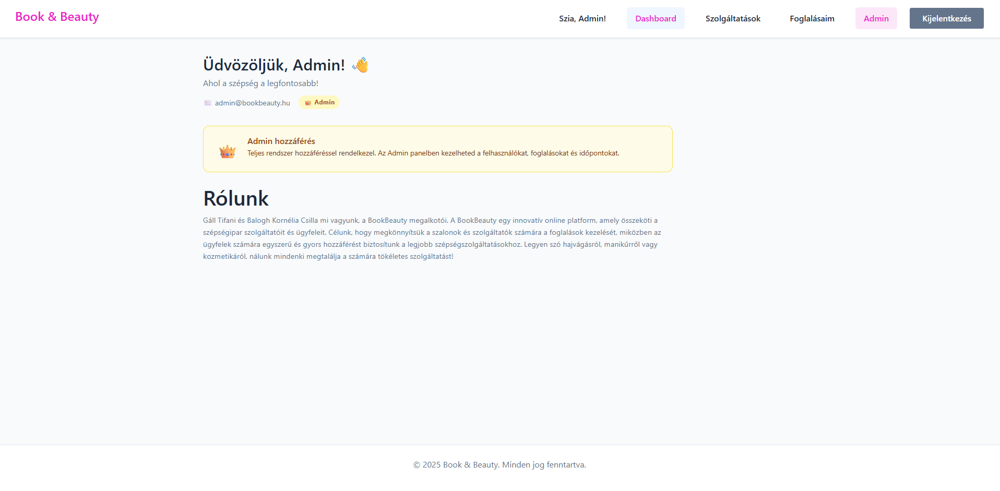 Book & Beauty
Szia, Admin!
Dashboard
Szolgáltatások
Foglalásaim
Admin
Kijelentkezés
Üdvözöljük, Admin! 👋
Ahol a szépség a legfontosabb!
admin@bookbeauty.hu
Admin
Admin hozzáférés
Teljes rendszer hozzáféréssel rendelkezel. Az Admin panelben kezelheted a felhasználókat, foglalásokat és időpontokat.
Rólunk
Gáll Tifani és Balogh Kornélia Csilla mi vagyunk, a BookBeauty megalkotói. A BookBeauty egy innovatív online platform, amely összeköti a
szépségipar szolgáltatóit és ügyfeleit. Célunk, hogy megkönnyítsük a szalonok és szolgáltatók számára a foglalások kezelését, miközben az
ügyfelek számára egyszerű és gyors hozzáférést biztosítunk a legjobb szépségszolgáltatásokhoz. Legyen szó hajvágásról, manikűrről vagy
kozmetikáról, nálunk mindenki megtalálja a számára tökéletes szolgáltatást!
© 2025 Book & Beauty. Minden jog fenntartva.